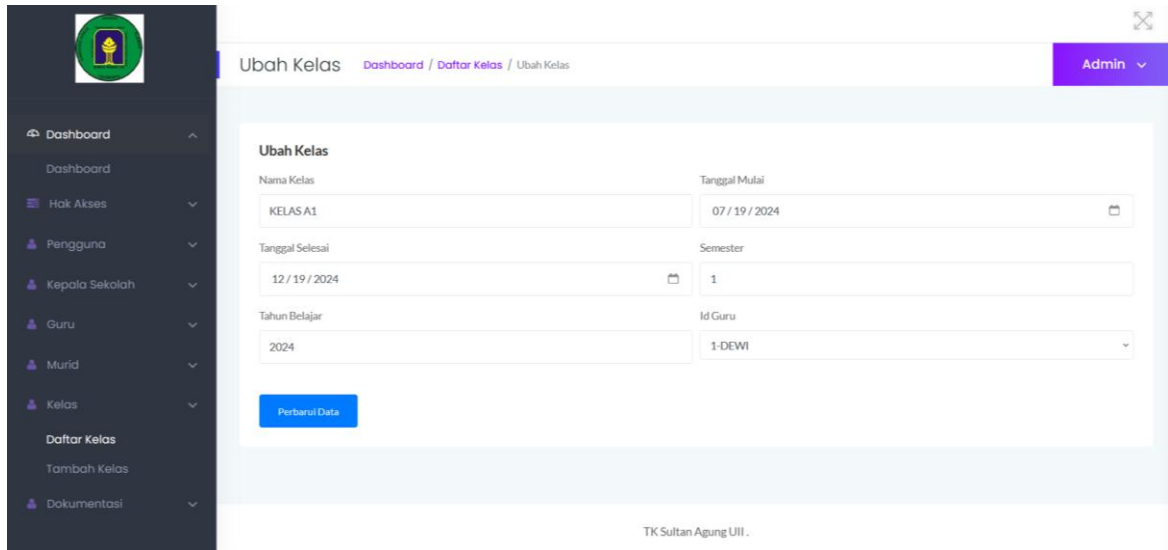 Ubah Kelas Dashboard / Daftar Kelas / Ubah Kelas
Admin
Dashboard
Dashboard
Hak Akses
Pengguna
Kepala Sekolah
Guru
Murid
Kelas
Daftar Kelas
Tambah Kelas
Dokumentasi
Ubah Kelas
Nama Kelas
KELAS A1
Tanggal Mulai
07/19/2024
Tanggal Selesai
12/19/2024
Semester
1
Tahun Belajar
2024
Id Guru
1-DEWI
Perbarui Data
TK Sultan Agung UII .